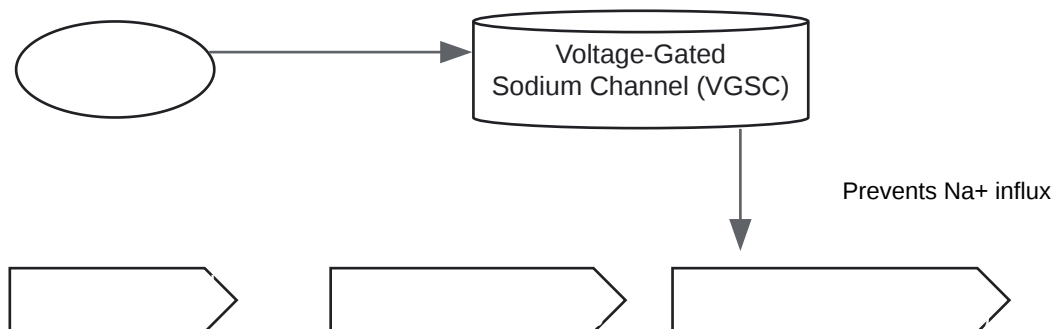 Voltage-Gated
Sodium Channel (VGSC)
Prevents Na+ influx